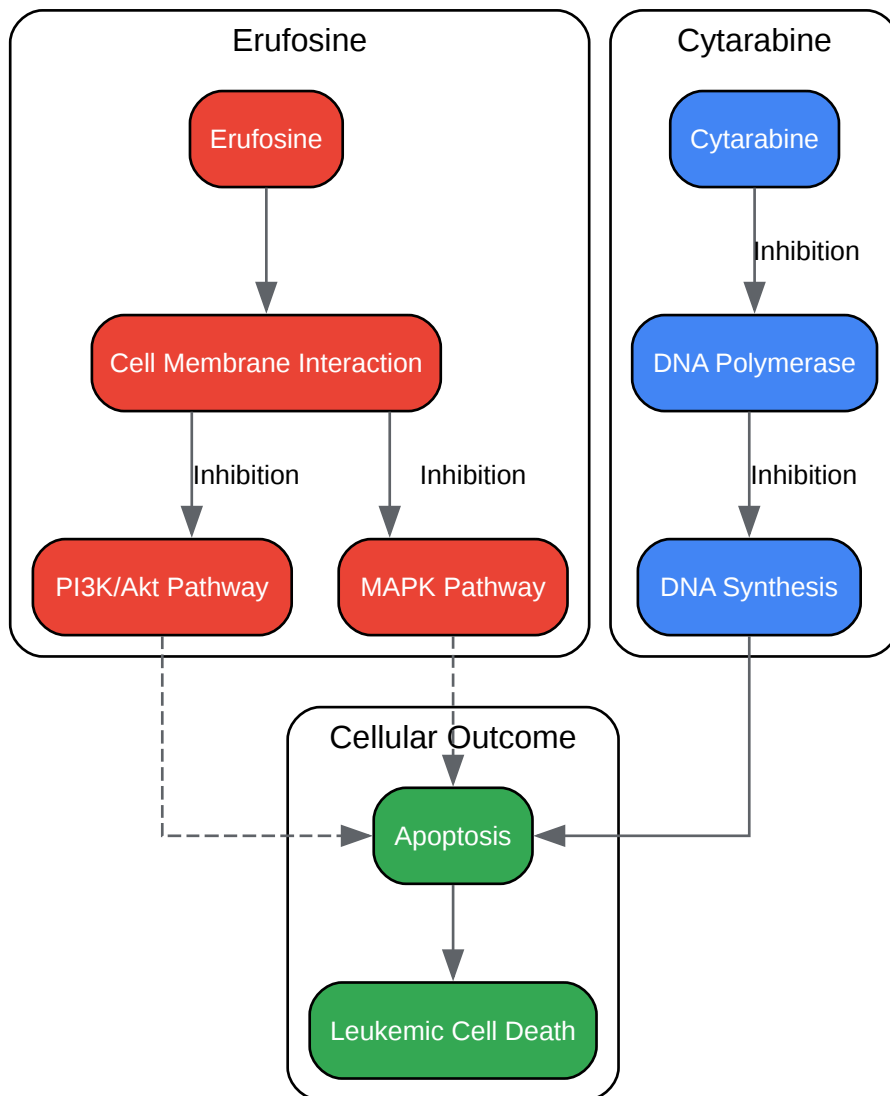 Erufosine
Cytarabine
Erufosine
Cytarabine
Inhibition
Cell Membrane Interaction
DNA Polymerase
Inhibition
Inhibition
Inhibition
PI3K/Akt Pathway
MAPK Pathway
DNA Synthesis
Cellular Outcome
Apoptosis
Leukemic Cell Death